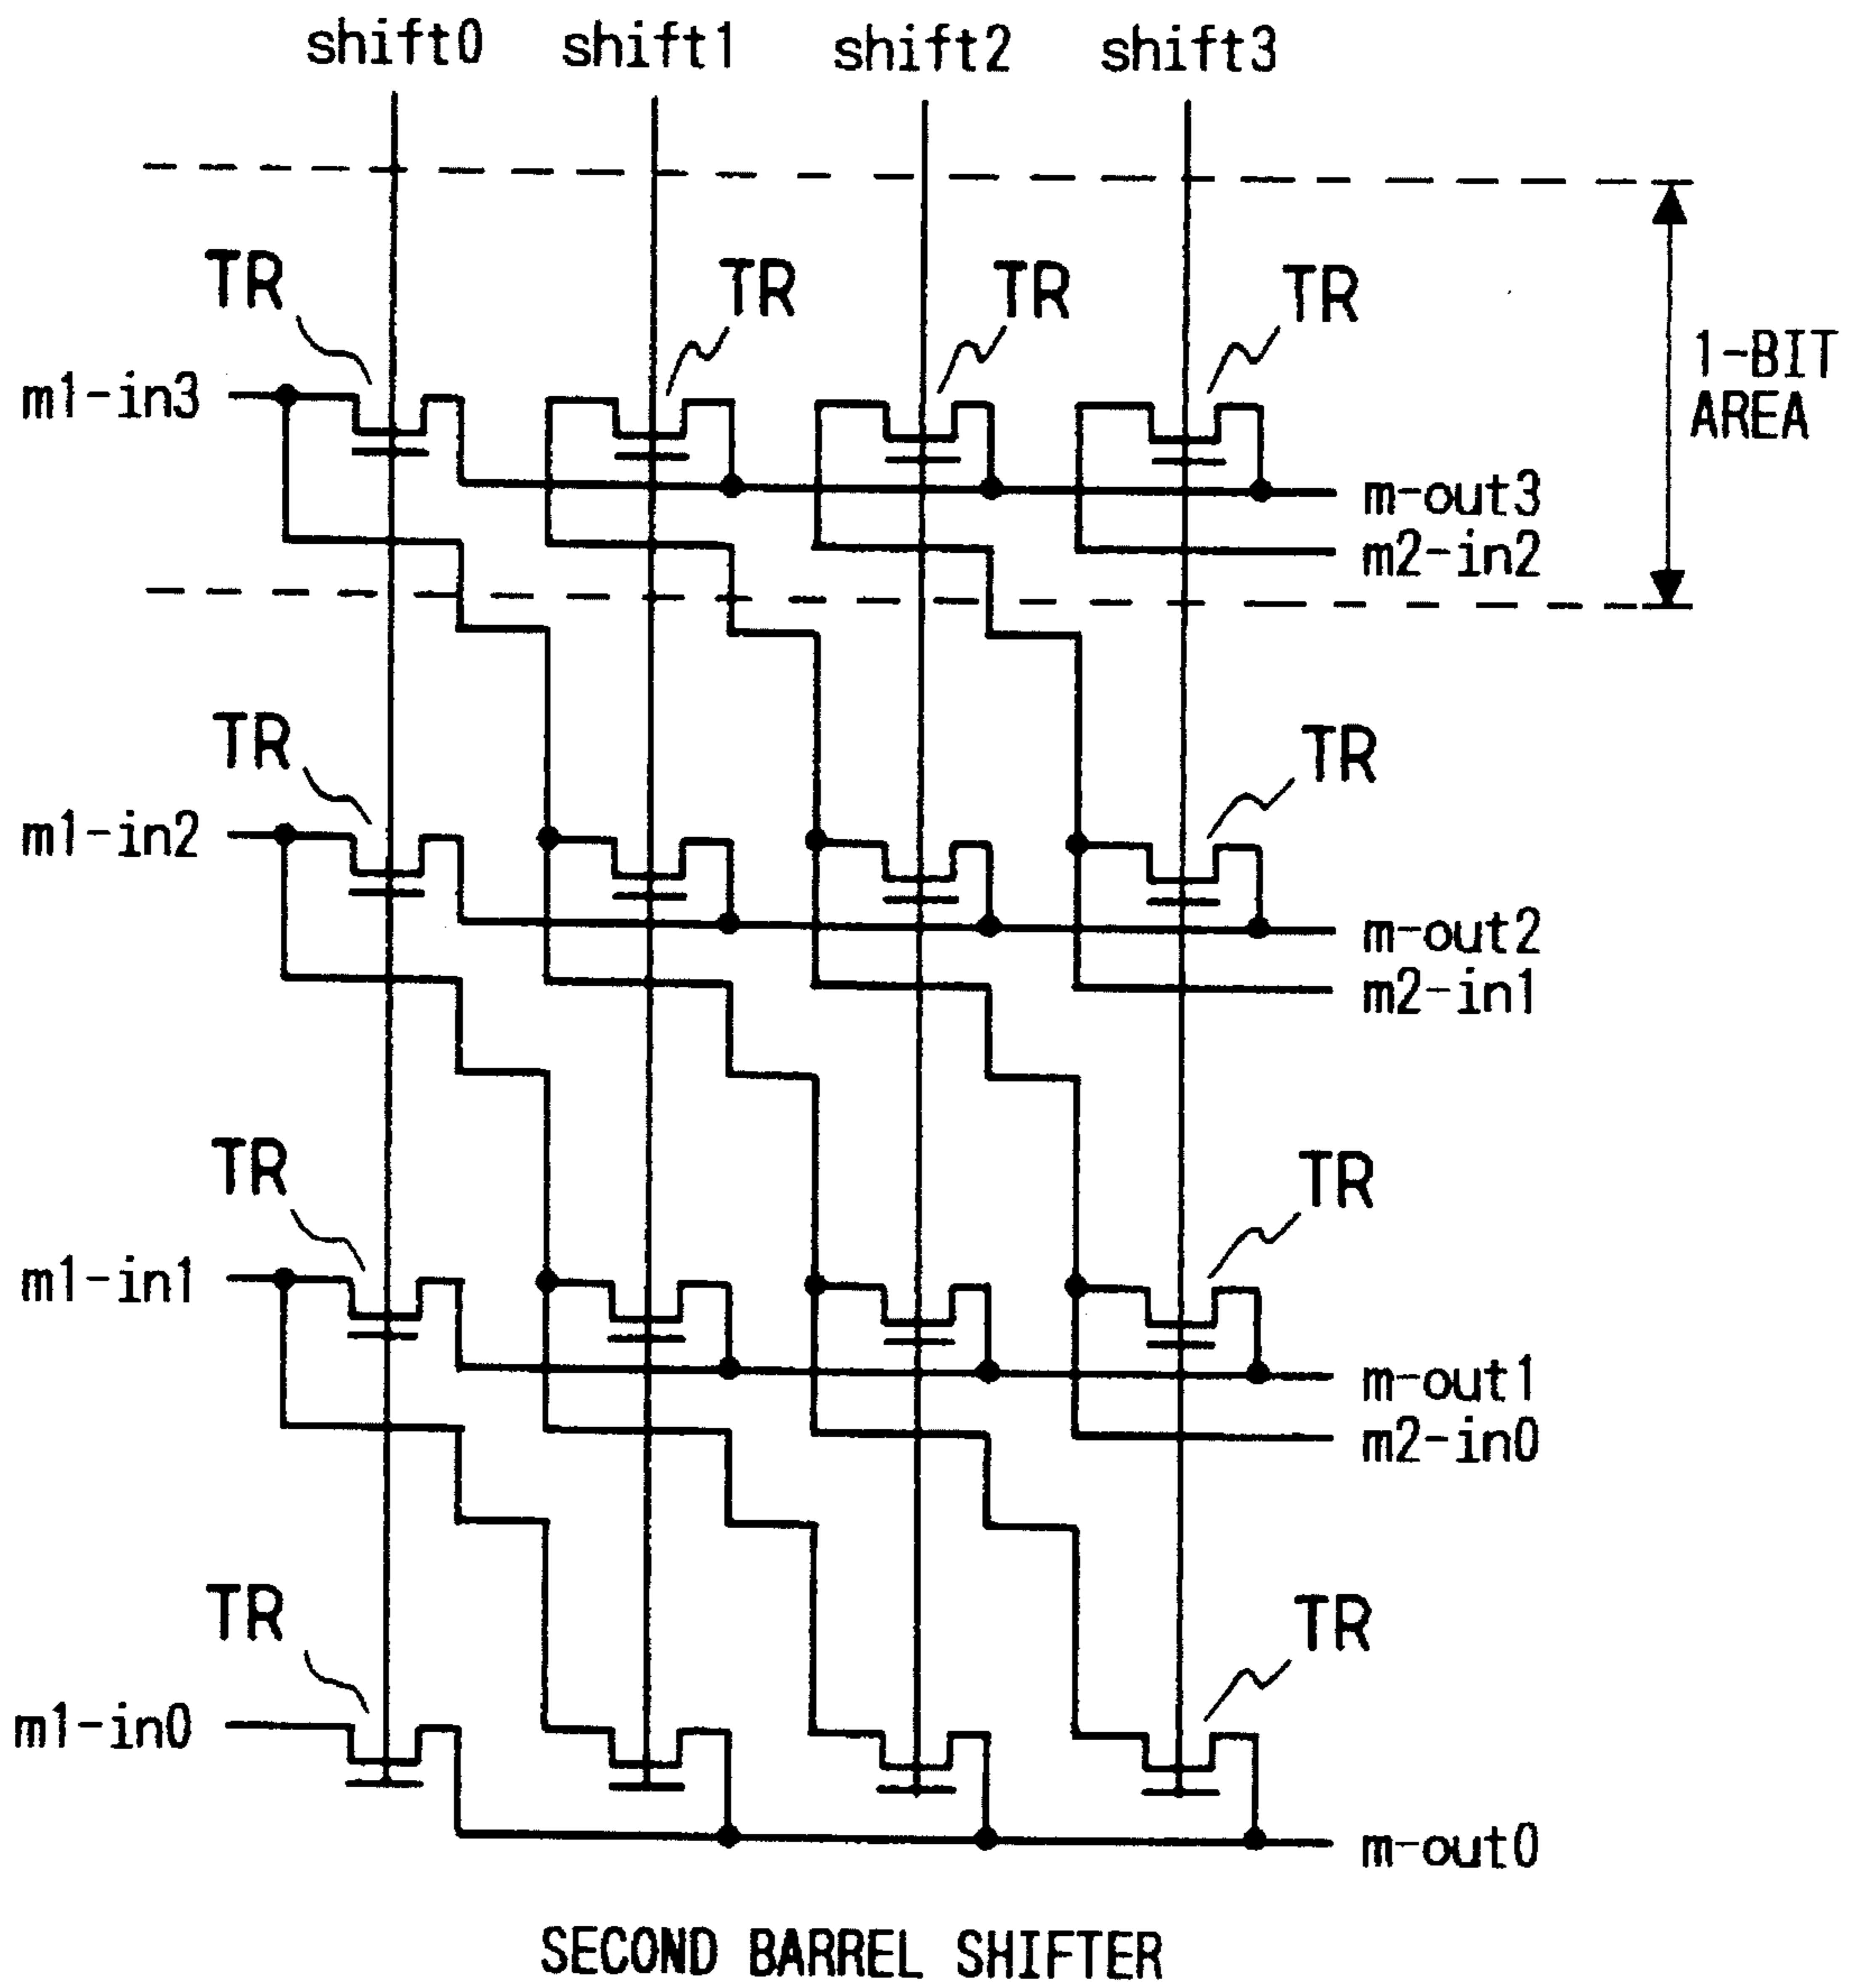 shift0 shift1 shift2 shift3
TR TR TR TR
1-BIT
AREA
m1-in3
m-out3
m2-in2
TR TR
m1-in2
m-out2
m2-in1
TR TR
m1-in1
m-out1
m2-in0
TR TR
m1-in0
m-out0
SECOND BARREL SHIFTER